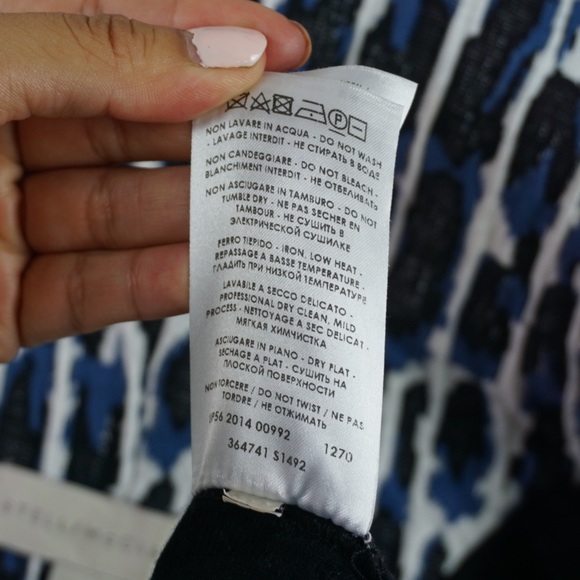 P
NON LAVARE IN ACQUA - DO NOT WASH
- LAVAGE INTERDIT - НЕ СТИРАТЬ В ВОДЕ
NON CANDEGGIARE - DO NOT BLEACH -
BLANCHIMENT INTERDIT - НЕ ОТБЕЛИВАТЬ
NON ASCIUGARE IN TAMBURO - DO NOT
TUMBLE DRY - NE PAS SECHER EN
TAMBOUR - НЕ СУШИТЬ В
ЭЛЕКТРИЧЕСКОЙ СУШИЛКЕ
FERRO TIEPIDO - IRON, LOW HEAT -
REPASSAGE A BASSE TEMPERATURE -
ГЛАДИТЬ ПРИ НИЗКОЙ ТЕМПЕРАТУРЕ
LAVABILE A SECCO DELICATO -
PROFESSIONAL DRY CLEAN, MILD
PROCESS - NETTOYAGE A SEC DELICAT -
МЯГКАЯ ХИМЧИСТКА
ASCIUGARE IN PIANO - DRY FLAT -
SECHAGE A PLAT - СУШИТЬ НА
ПЛОСКОЙ ПОВЕРХНОСТИ
NON TORCERE / DO NOT TWIST / NE PAS
TORDRE / НЕ ОТЖИМАТЬ
IP56 2014 00992 1270
364741 S1492